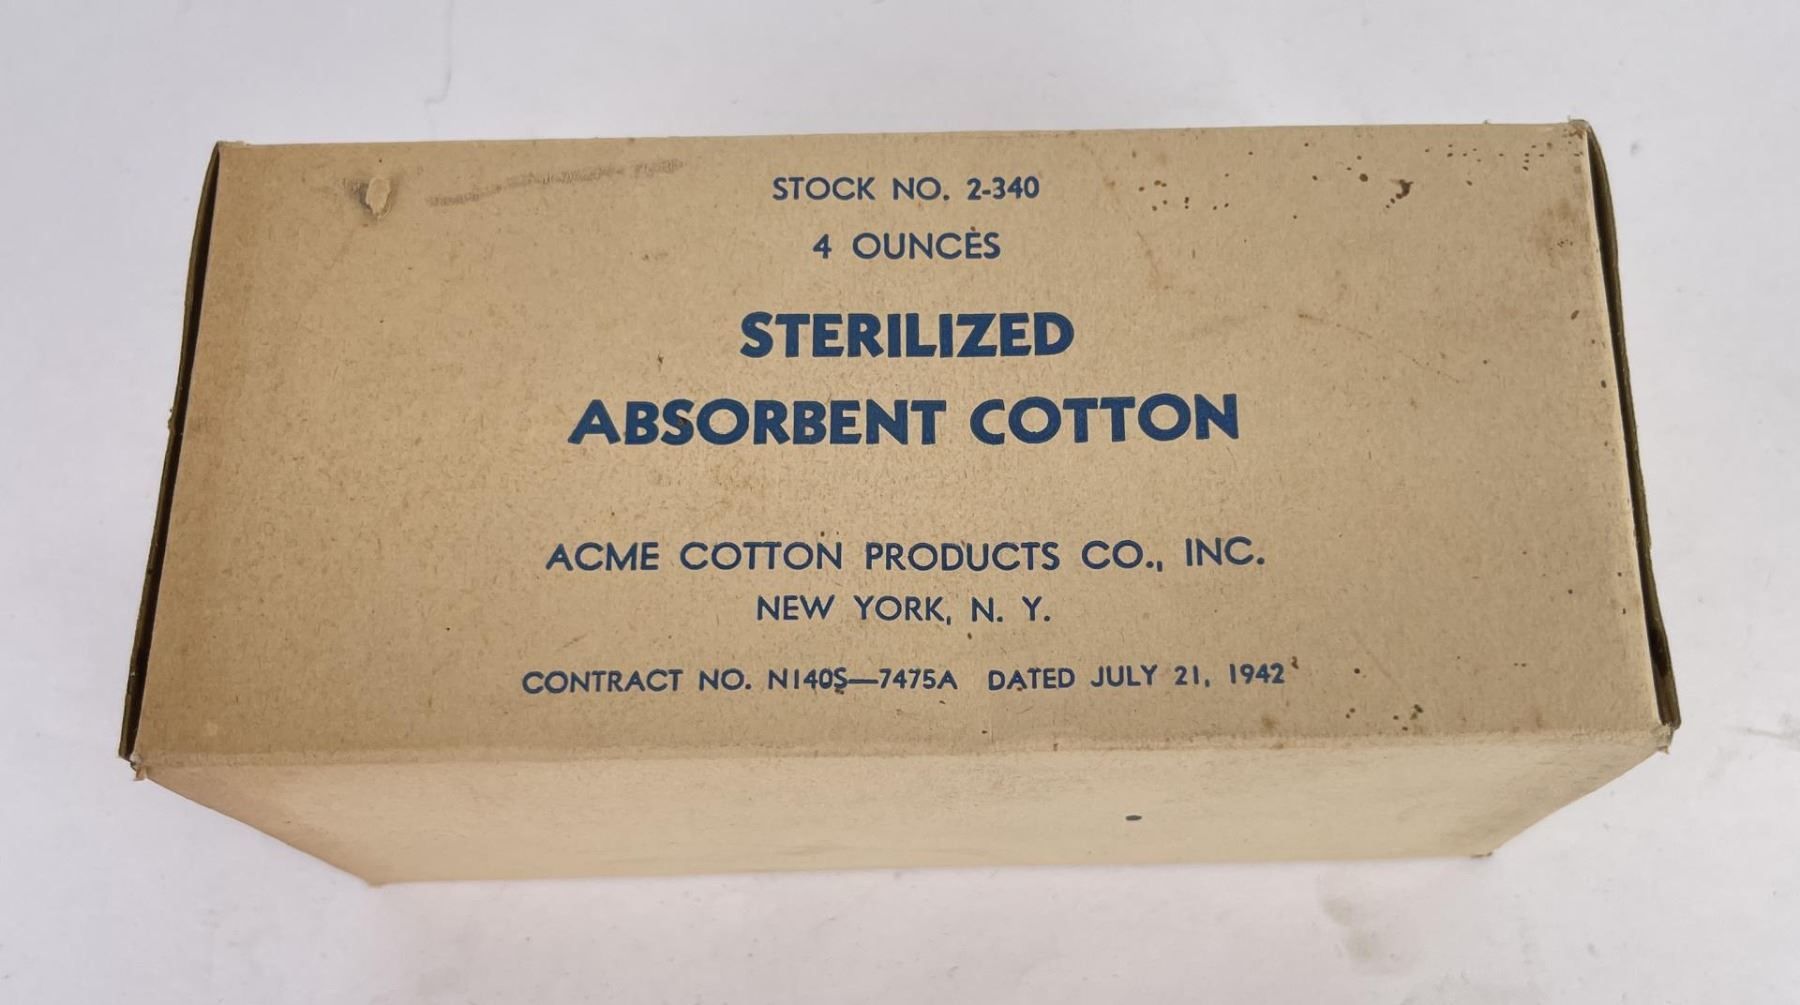 STOCK NO. 2-340
4 OUNCES
STERILIZED
ABSORBENT COTTON
ACME COTTON PRODUCTS CO., INC.
NEW YORK, N. Y.
CONTRACT NO. N140S—7475A DATED JULY 21, 1942